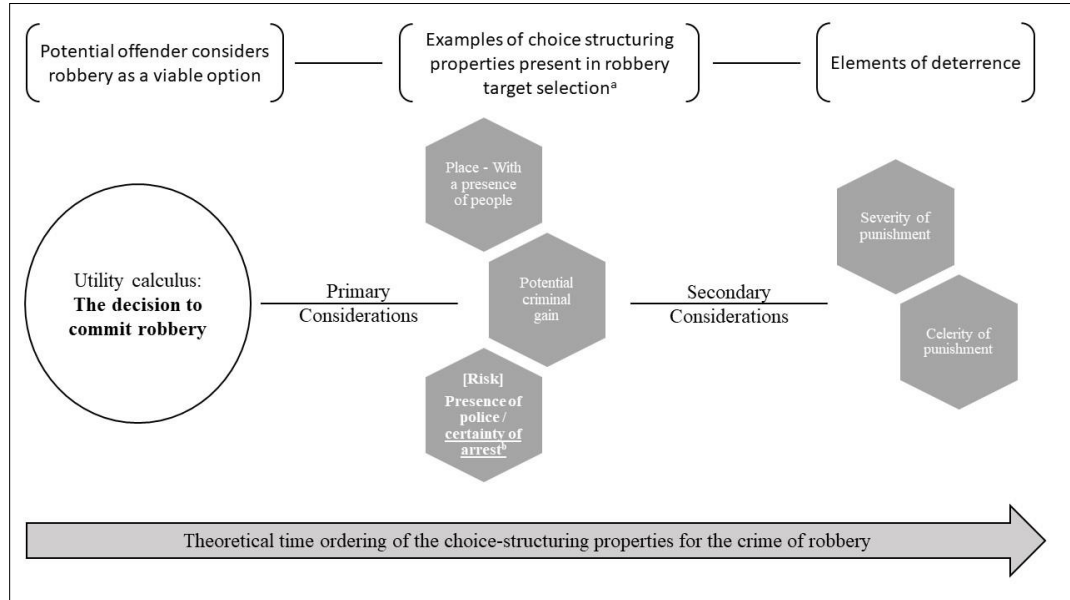 Potential offender considers
robbery as a viable option
Examples of choice structuring
properties present in robbery
target selectionᵃ
Elements of deterrence
Place - With
a presence
of people
Severity of
punishment
Utility calculus:
The decision to
commit robbery
Primary
Considerations
Potential
criminal
gain
Secondary
Considerations
Celerity of
punishment
[Risk]
Presence of
police /
certainty of
arrestᵇ
Theoretical time ordering of the choice-structuring properties for the crime of robbery